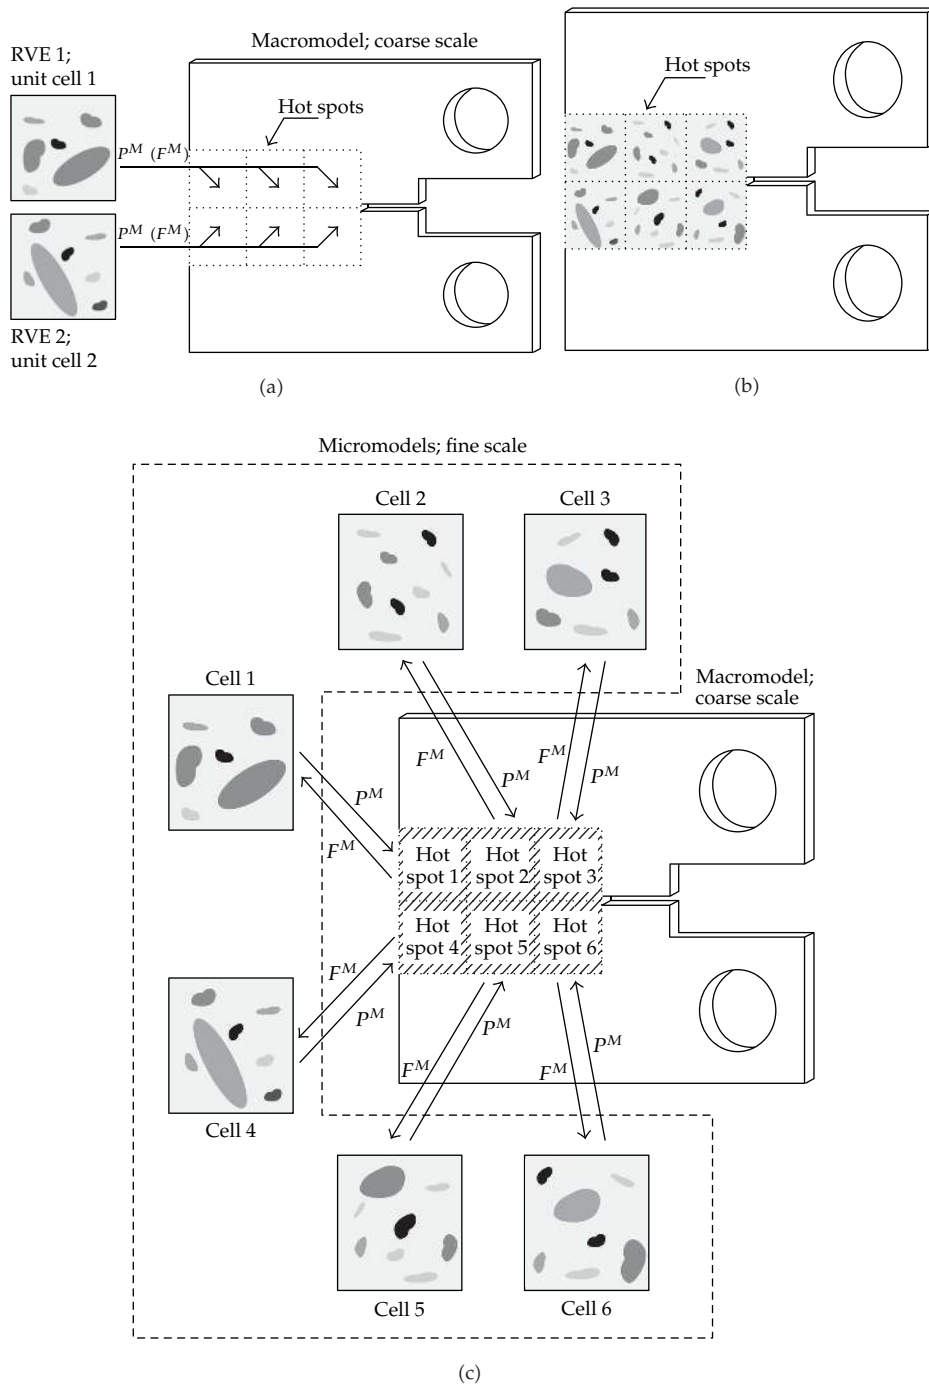 RVE 1;
unit cell 1
Macromodel; coarse scale
Hot spots
P^M (F^M)
P^M (F^M)
RVE 2;
unit cell 2
(a)
Hot spots
(b)
Micromodels; fine scale
Cell 2
Cell 3
Cell 1
Macromodel;
coarse scale
F^M
P^M
F^M
P^M
P^M
F^M
Hot
spot 1
Hot
spot 2
Hot
spot 3
Hot
spot 4
Hot
spot 5
Hot
spot 6
F^M
P^M
F^M
P^M
F^M
P^M
Cell 4
Cell 5
Cell 6
(c)